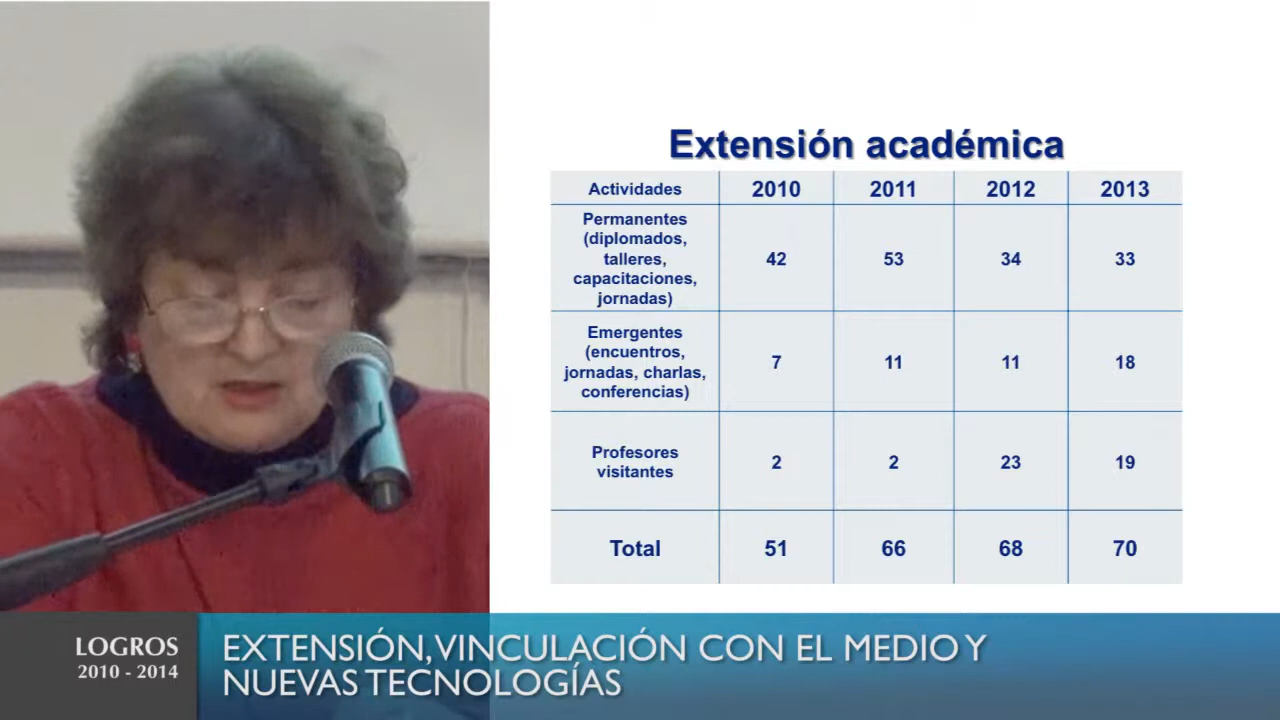 Extensión académica
Actividades 2010 2011 2012 2013
Permanentes
(diplomados,
talleres,
capacitaciones,
jornadas)
42 53 34 33
Emergentes
(encuentros,
jornadas, charlas,
conferencias)
7 11 11 18
Profesores
visitantes
2 2 23 19
Total 51 66 68 70
LOGROS
2010 - 2014
EXTENSIÓN, VINCULACIÓN CON EL MEDIO Y
NUEVAS TECNOLOGÍAS